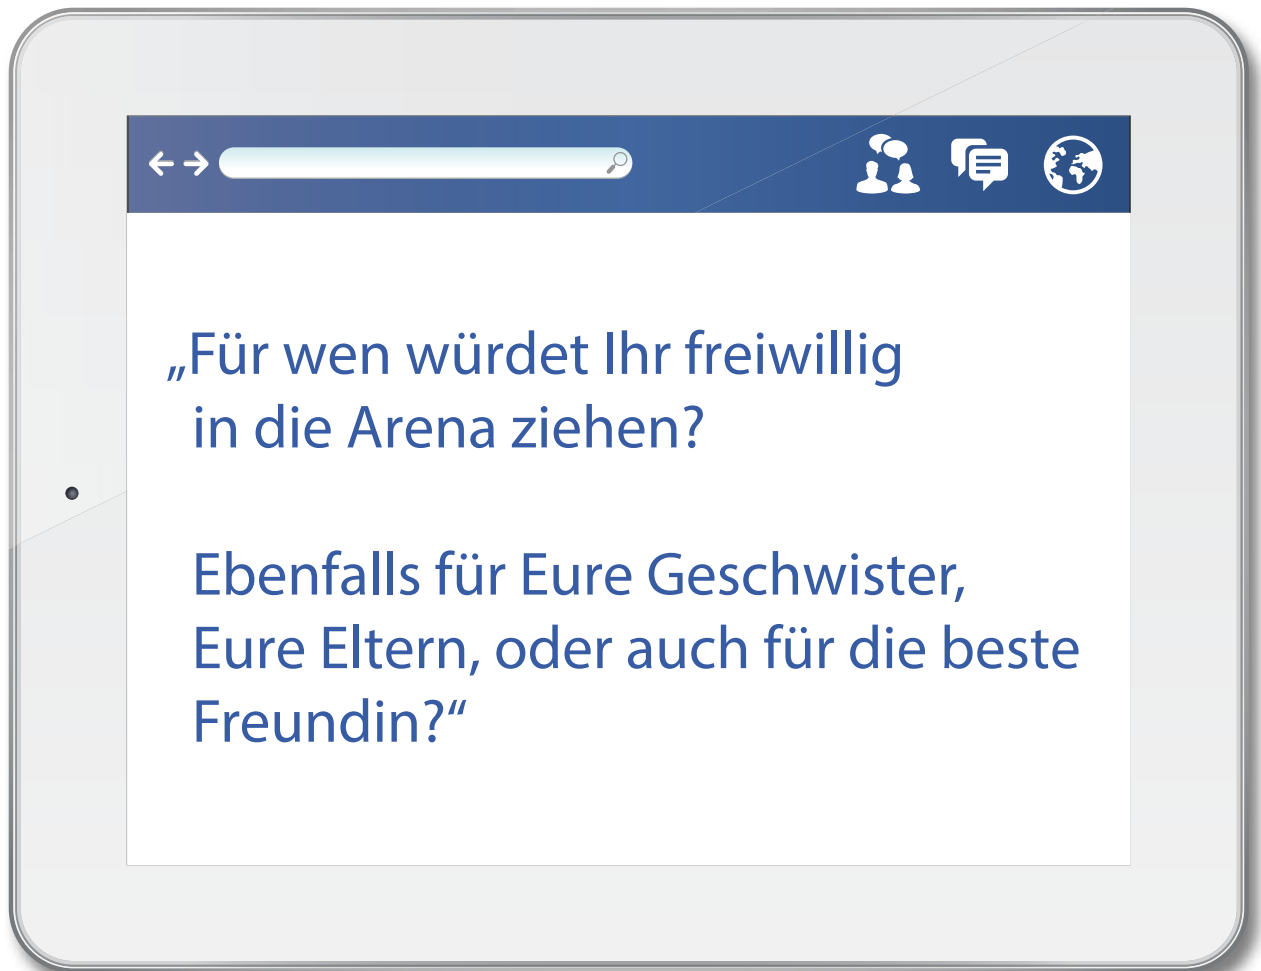 „Für wen würdet Ihr freiwillig
in die Arena ziehen?
Ebenfalls für Eure Geschwister,
Eure Eltern, oder auch für die beste
Freundin?“